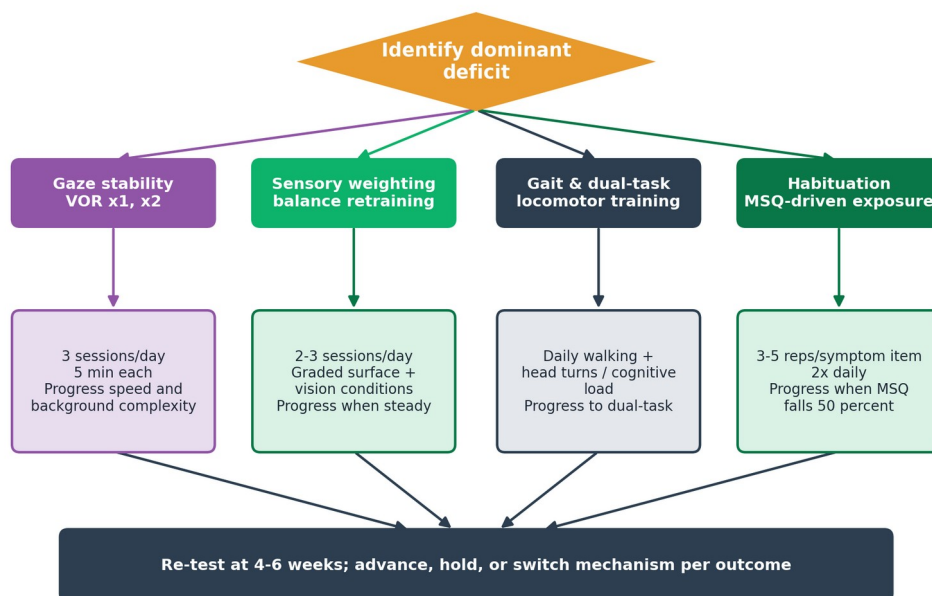 Identify dominant
deficit
Gaze stability
VOR x1, x2
Sensory weighting
balance retraining
Gait & dual-task
locomotor training
Habituation
MSQ-driven exposure
3 sessions/day
5 min each
Progress speed and
background complexity
2-3 sessions/day
Graded surface +
vision conditions
Progress when steady
Daily walking +
head turns / cognitive
load
Progress to dual-task
3-5 reps/symptom item
2x daily
Progress when MSQ
falls 50 percent
Re-test at 4-6 weeks; advance, hold, or switch mechanism per outcome